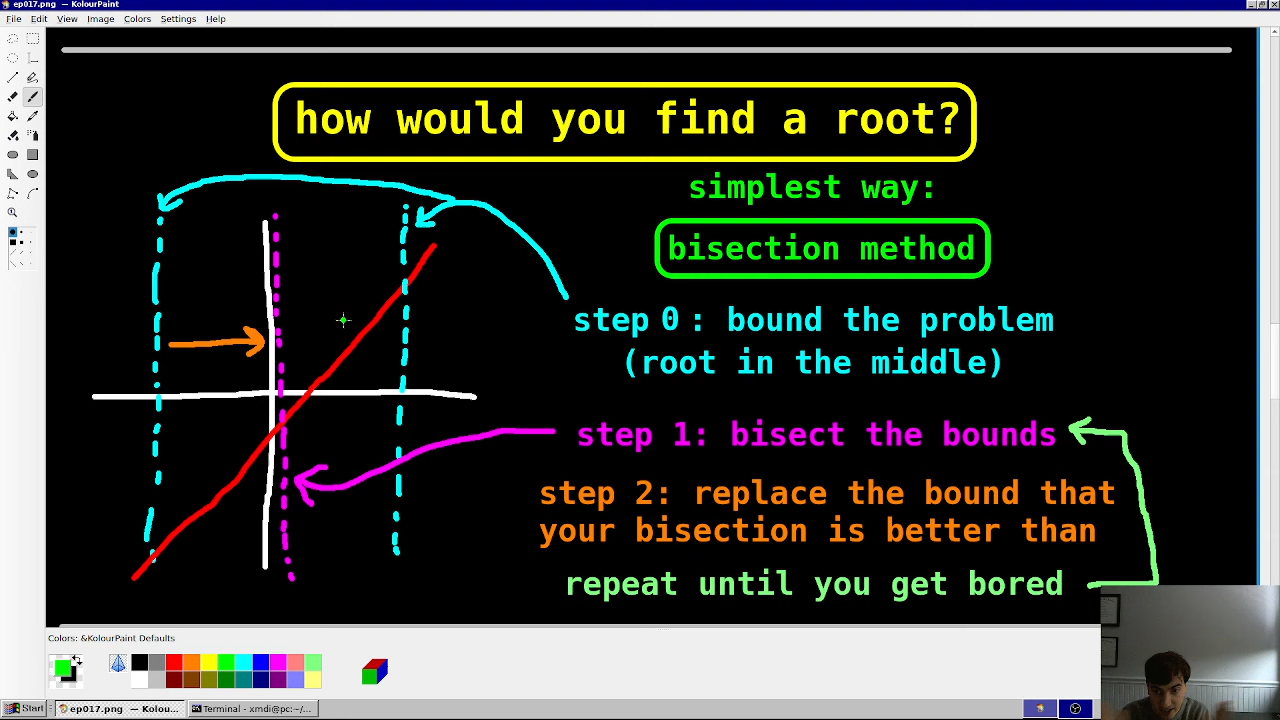 ep017.png — KolourPaint
File Edit View Image Colors Settings Help
how would you find a root?
simplest way:
bisection method
step 0 : bound the problem
(root in the middle)
step 1: bisect the bounds
step 2: replace the bound that
your bisection is better than
repeat until you get bored
Colors: &KolourPaint Defaults
Start ep017.png — Kolou... Terminal - xmdi@pc:~/...